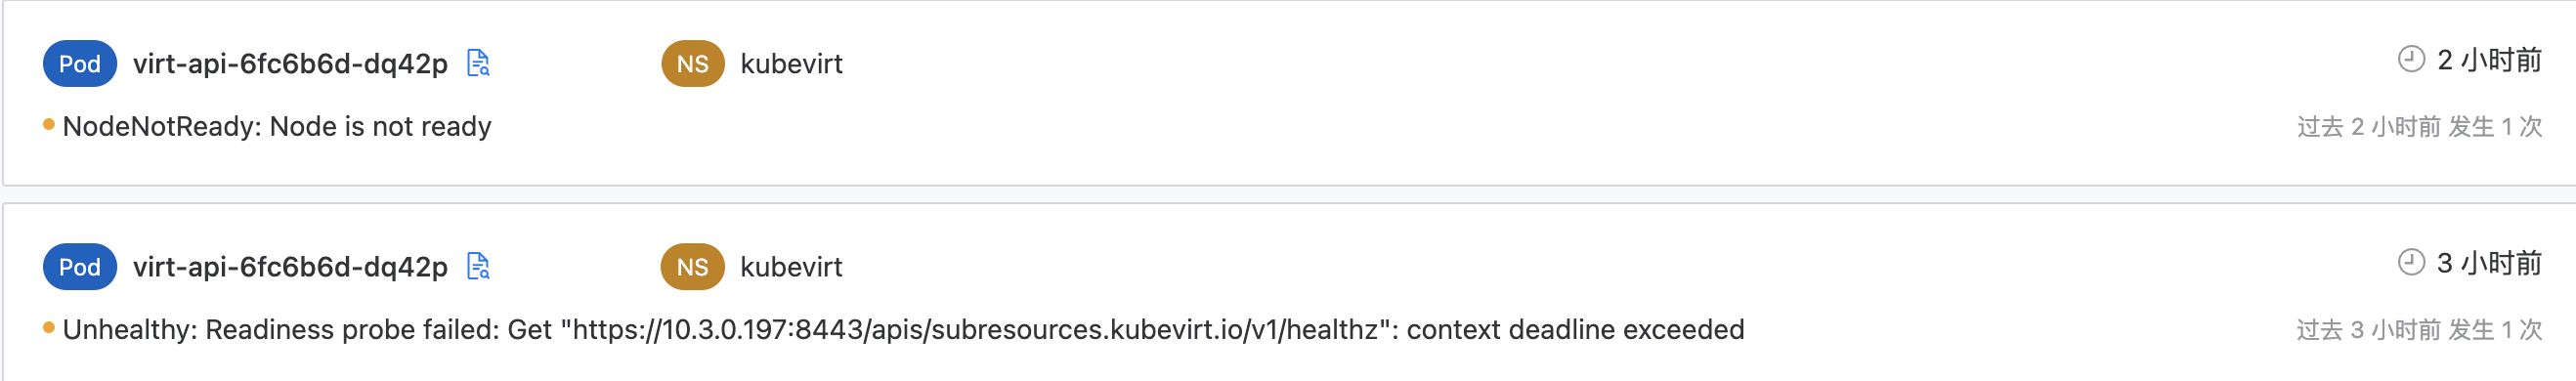 Pod virt-api-6fc6b6d-dq42p NS kubevirt 2 小时前
NodeNotReady: Node is not ready 过去 2 小时前 发生 1 次
Pod virt-api-6fc6b6d-dq42p NS kubevirt 3 小时前
Unhealthy: Readiness probe failed: Get "https://10.3.0.197:8443/apis/subresources.kubevirt.io/v1/healthz": context deadline exceeded 过去 3 小时前 发生 1 次